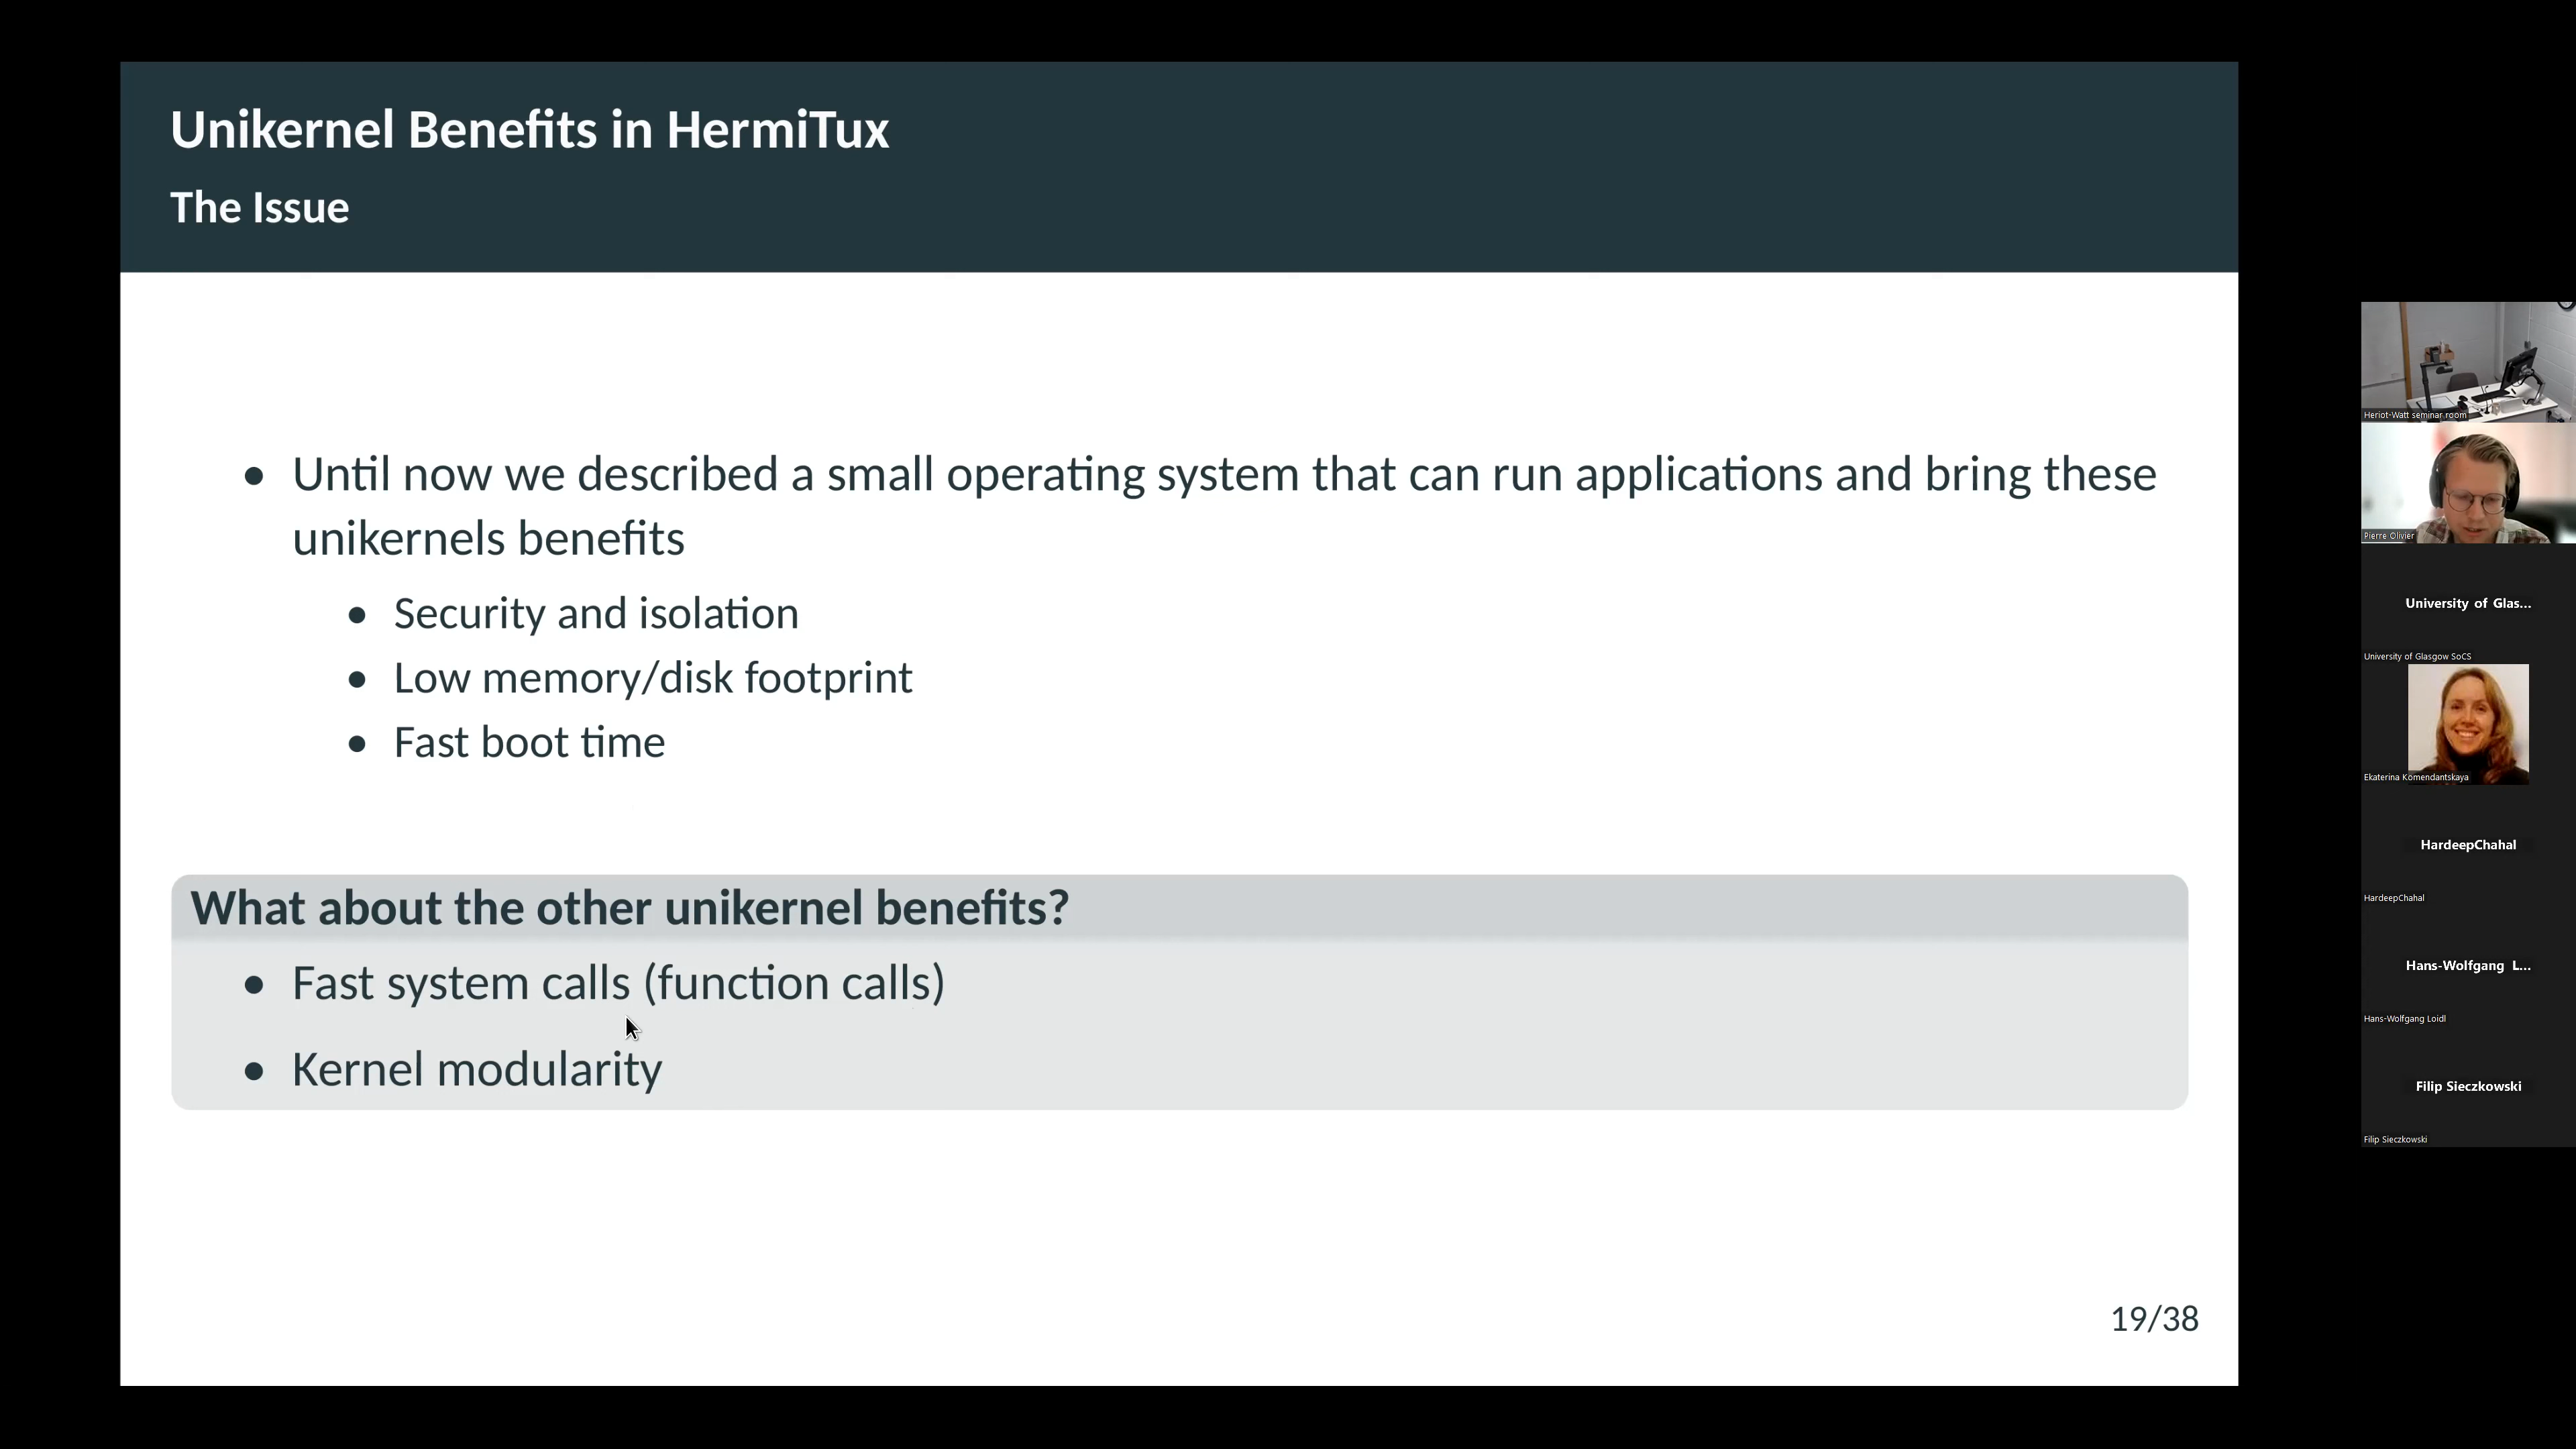 Unikernel Benefits in HermiTux
The Issue
• Until now we described a small operating system that can run applications and bring these
unikernels benefits
• Security and isolation
• Low memory/disk footprint
• Fast boot time
What about the other unikernel benefits?
• Fast system calls (function calls)
• Kernel modularity
19/38
Heriot-Watt seminar room
Pierre Olivier
University of Glas...
University of Glasgow SoCS
Ekaterina Komendantskaya
HardeepChahal
HardeepChahal
Hans-Wolfgang L...
Hans-Wolfgang Loidl
Filip Sieczkowski
Filip Sieczkowski